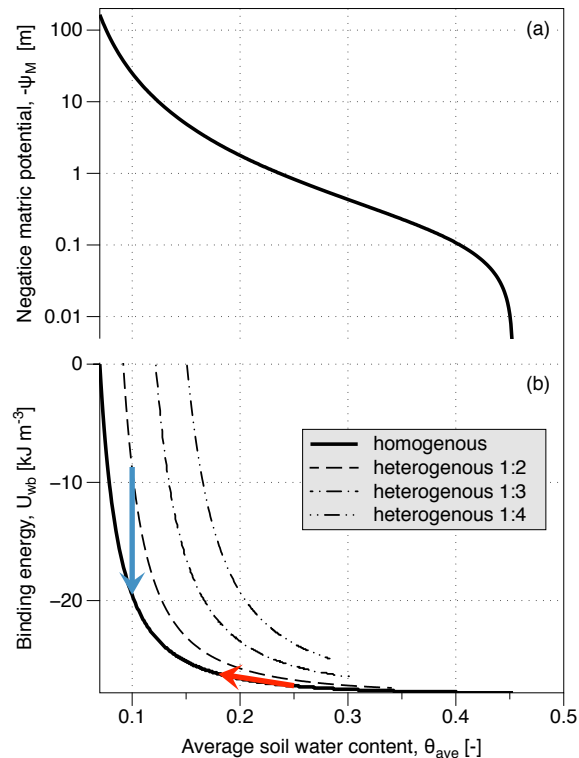 Negatice matric potential, -ψM [m]
100
10
1
0.1
0.01
(a)
Binding energy, Uwb [kJ m-3]
0
−10
−20
(b)
homogenous
heterogenous 1:2
heterogenous 1:3
heterogenous 1:4
0.1 0.2 0.3 0.4 0.5
Average soil water content, θave [-]